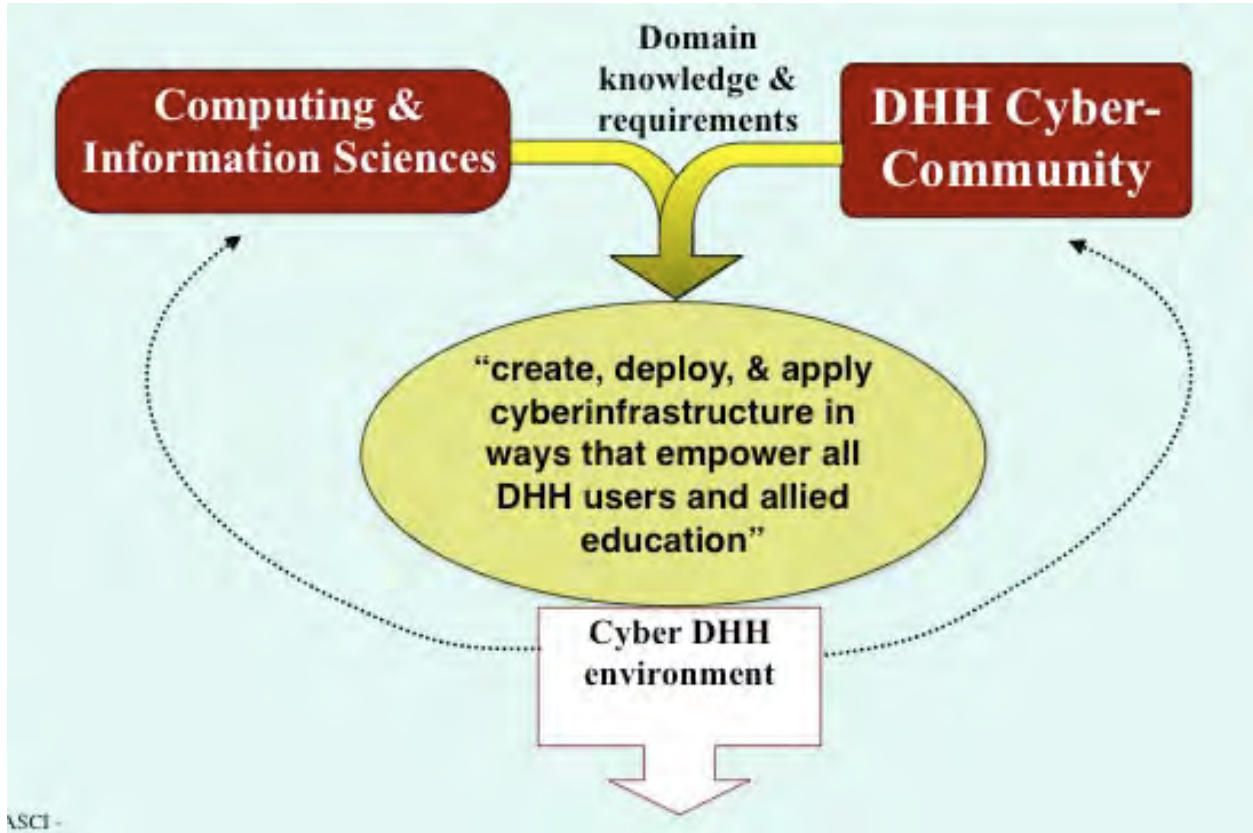 Domain
knowledge &
requirements
Computing &
Information Sciences
DHH Cyber-
Community
“create, deploy, & apply
cyberinfrastructure in
ways that empower all
DHH users and allied
education”
Cyber DHH
environment
ASCI -